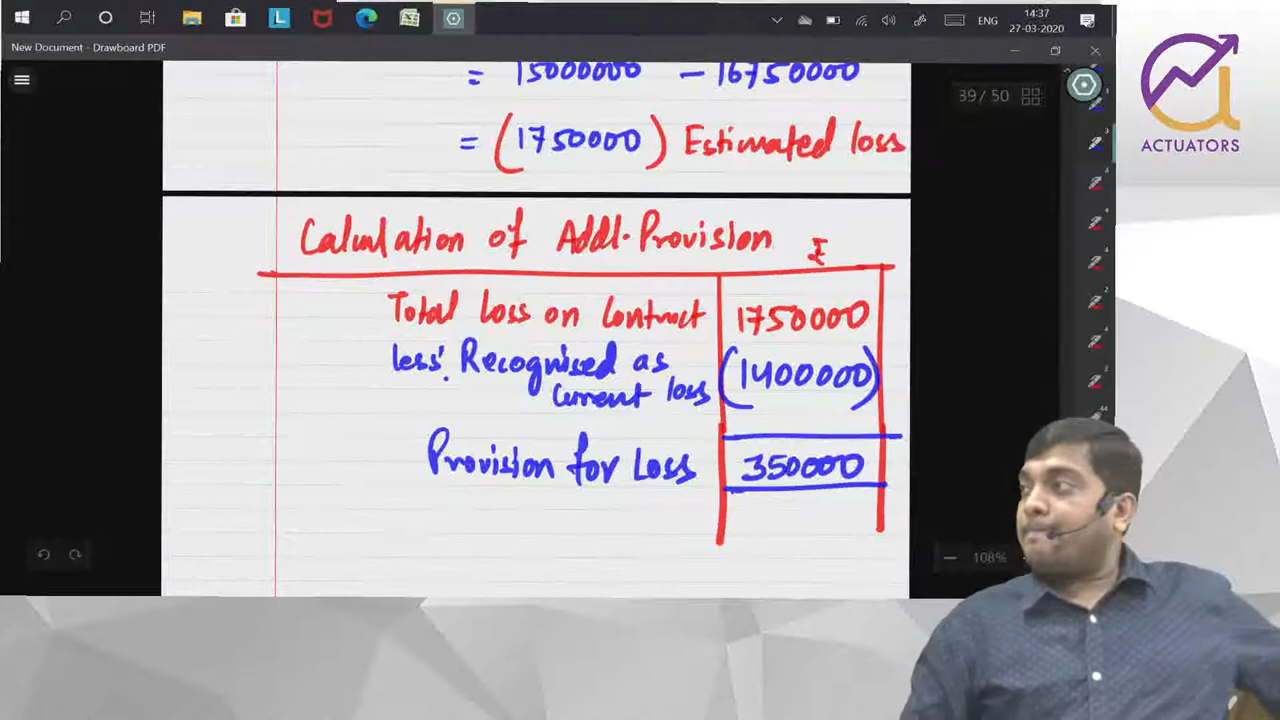 ENG
14:37
27-03-2020
New Document - Drawboard PDF
= 15000000 - 16750000
39 / 50
= (1750000) Estimated loss
ACTUATORS
Calculation of Addl. Provision ₹
Total Loss on Contract 1750000
less: Recognised as
Current loss (1400000)
Provision for Loss 350000
108%